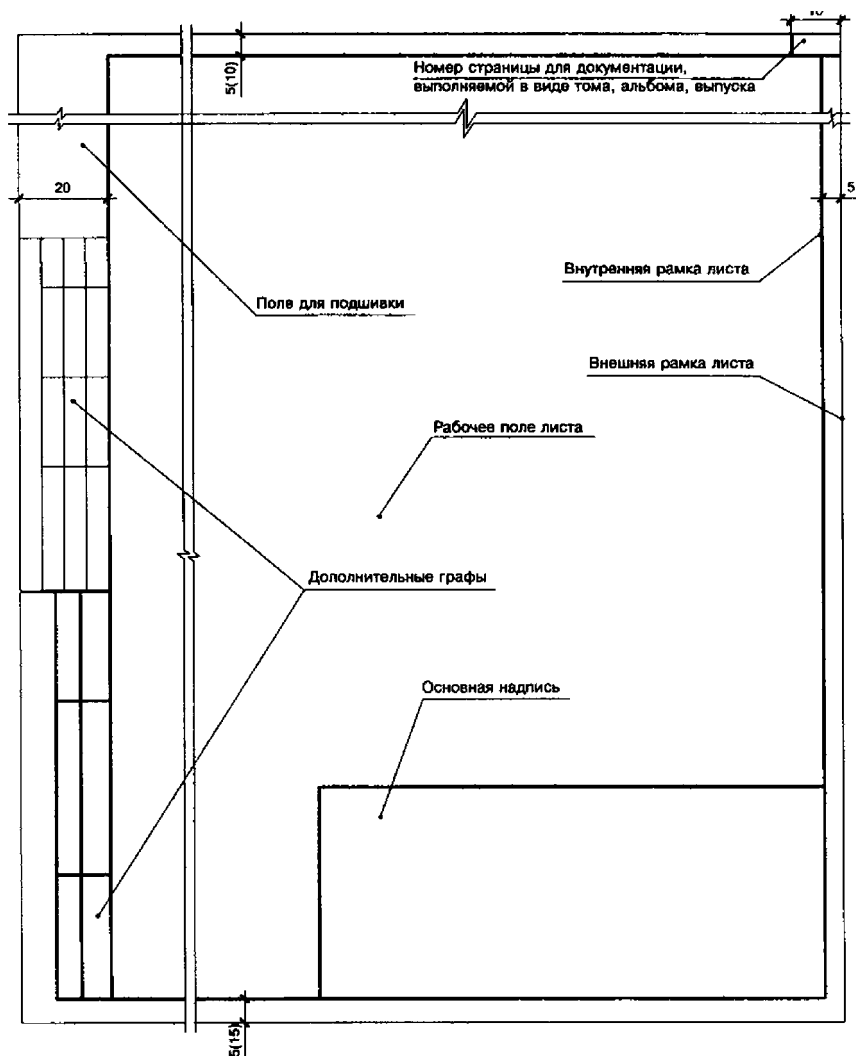 10
5(10)
Номер страницы для документации,
выполняемой в виде тома, альбома, выпуска
20
5
Внутренняя рамка листа
Поле для подшивки
Внешняя рамка листа
Рабочее поле листа
Дополнительные графы
Основная надпись
5(15)